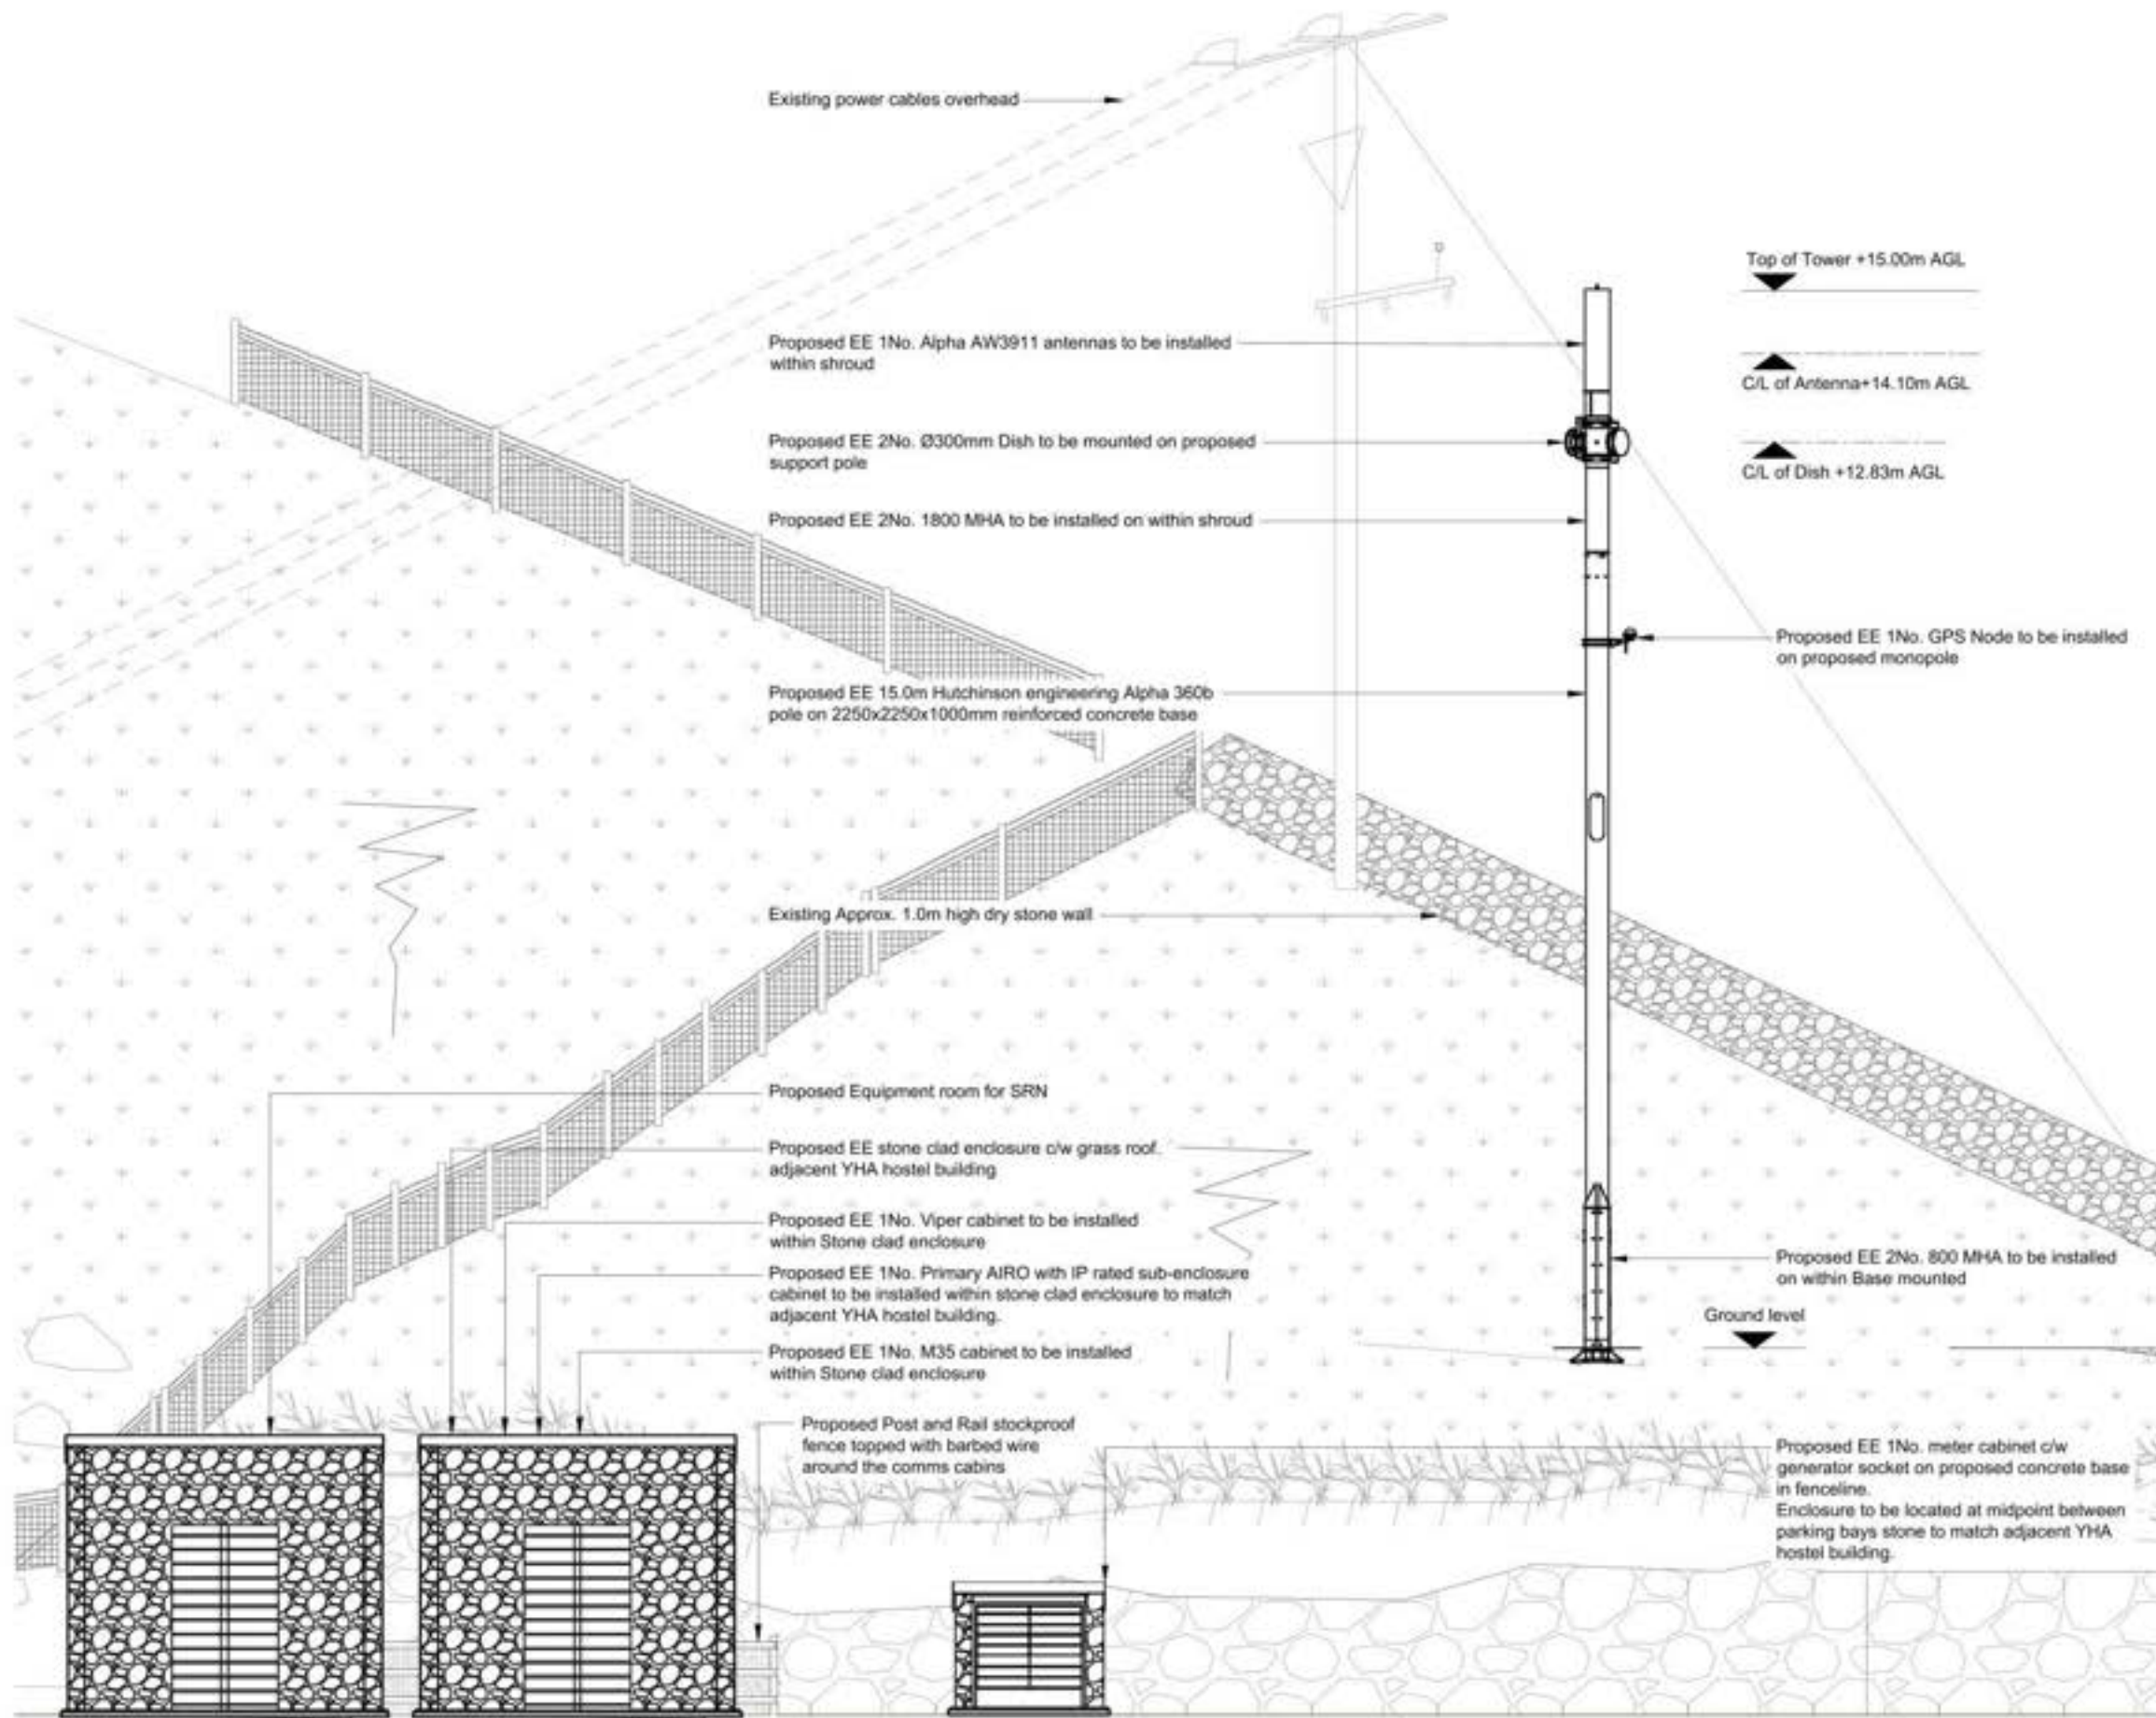 Existing power cables overhead
Top of Tower +15.00m AGL
Proposed EE 1No. Alpha AW3911 antennas to be installed
within shroud
C/L of Antenna+14.10m AGL
Proposed EE 2No. Ø300mm Dish to be mounted on proposed
support pole
C/L of Dish +12.83m AGL
Proposed EE 2No. 1800 MHA to be installed on within shroud
Proposed EE 1No. GPS Node to be installed
on proposed monopole
Proposed EE 15.0m Hutchinson engineering Alpha 360b
pole on 2250x2250x1000mm reinforced concrete base
Existing Approx. 1.0m high dry stone wall
Proposed Equipment room for SRN
Proposed EE stone clad enclosure c/w grass roof.
adjacent YHA hostel building
Proposed EE 1No. Viper cabinet to be installed
within Stone clad enclosure
Proposed EE 1No. Primary AIRO with IP rated sub-enclosure
cabinet to be installed within stone clad enclosure to match
adjacent YHA hostel building.
Proposed EE 1No. M35 cabinet to be installed
within Stone clad enclosure
Proposed EE 2No. 800 MHA to be installed
on within Base mounted
Ground level
Proposed Post and Rail stockproof
fence topped with barbed wire
around the comms cabins
Proposed EE 1No. meter cabinet c/w
generator socket on proposed concrete base
in fenceline.
Enclosure to be located at midpoint between
parking bays stone to match adjacent YHA
hostel building.